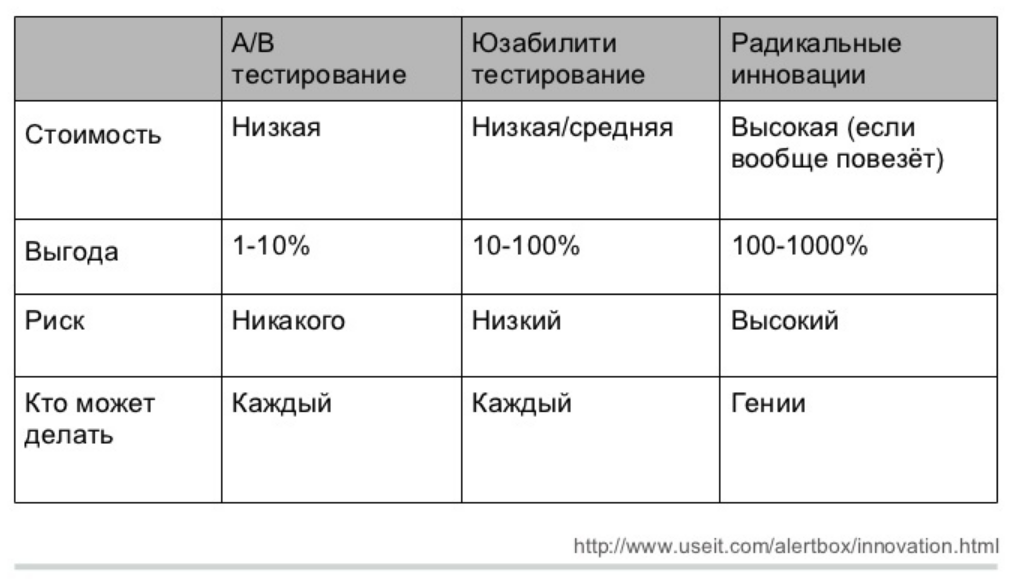 А/В тестирование
Юзабилити тестирование
Радикальные инновации
Стоимость
Низкая
Низкая/средняя
Высокая (если вообще повезёт)
Выгода
1-10%
10-100%
100-1000%
Риск
Никакого
Низкий
Высокий
Кто может делать
Каждый
Каждый
Гении
http://www.useit.com/alertbox/innovation.html